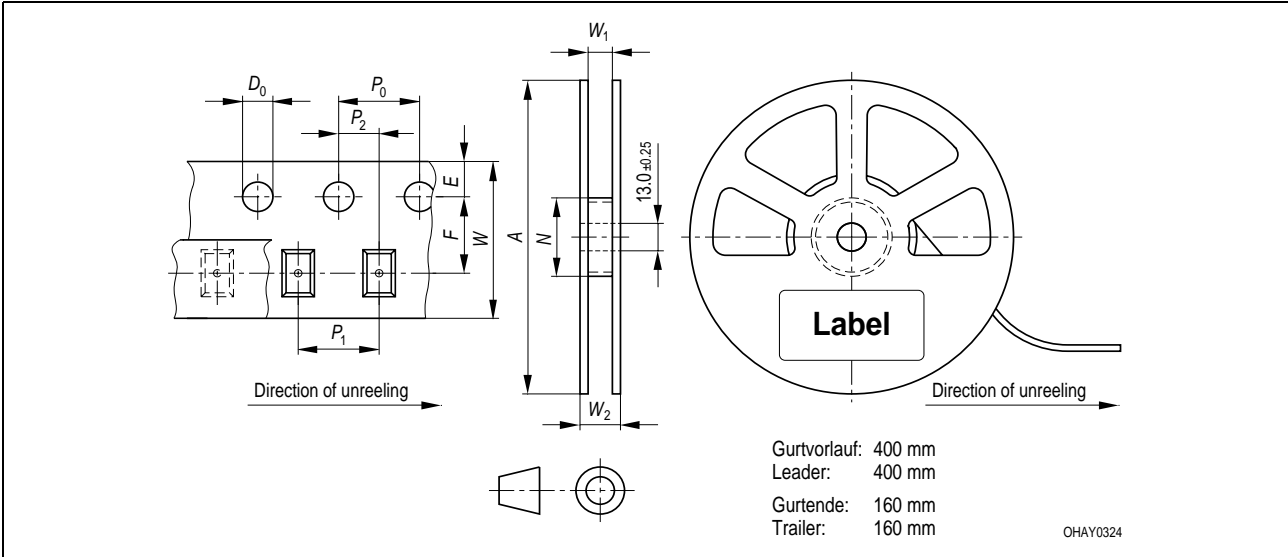 W1
D0
P0
P2
E
F
W
A
N
13.0 ±0.25
Label
P1
Direction of unreeling
W2
Direction of unreeling
Gurtvorlauf: 400 mm
Leader: 400 mm
Gurtende: 160 mm
Trailer: 160 mm
OHAY0324